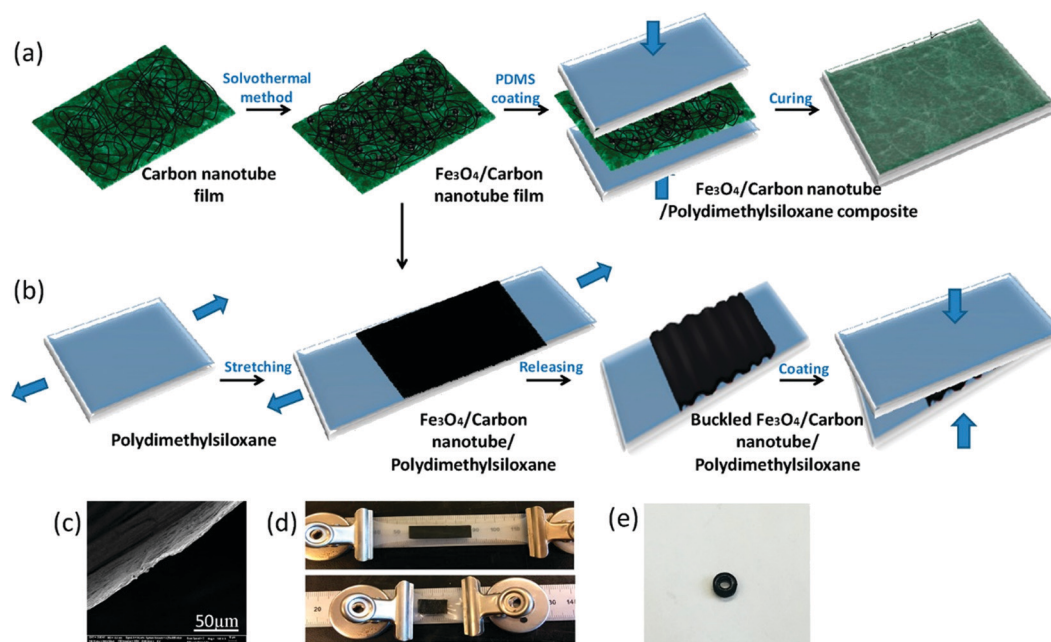 (a)
Solvothermal
method
PDMS
coating
Curing
Carbon nanotube
film
Fe₃O₄/Carbon
nanotube film
Fe₃O₄/Carbon nanotube
/Polydimethylsiloxane composite
(b)
Stretching
Releasing
Coating
Polydimethylsiloxane
Fe₃O₄/Carbon
nanotube/
Polydimethylsiloxane
Buckled Fe₃O₄/Carbon
nanotube/
Polydimethylsiloxane
(c)
50μm
(d)
20
(e)